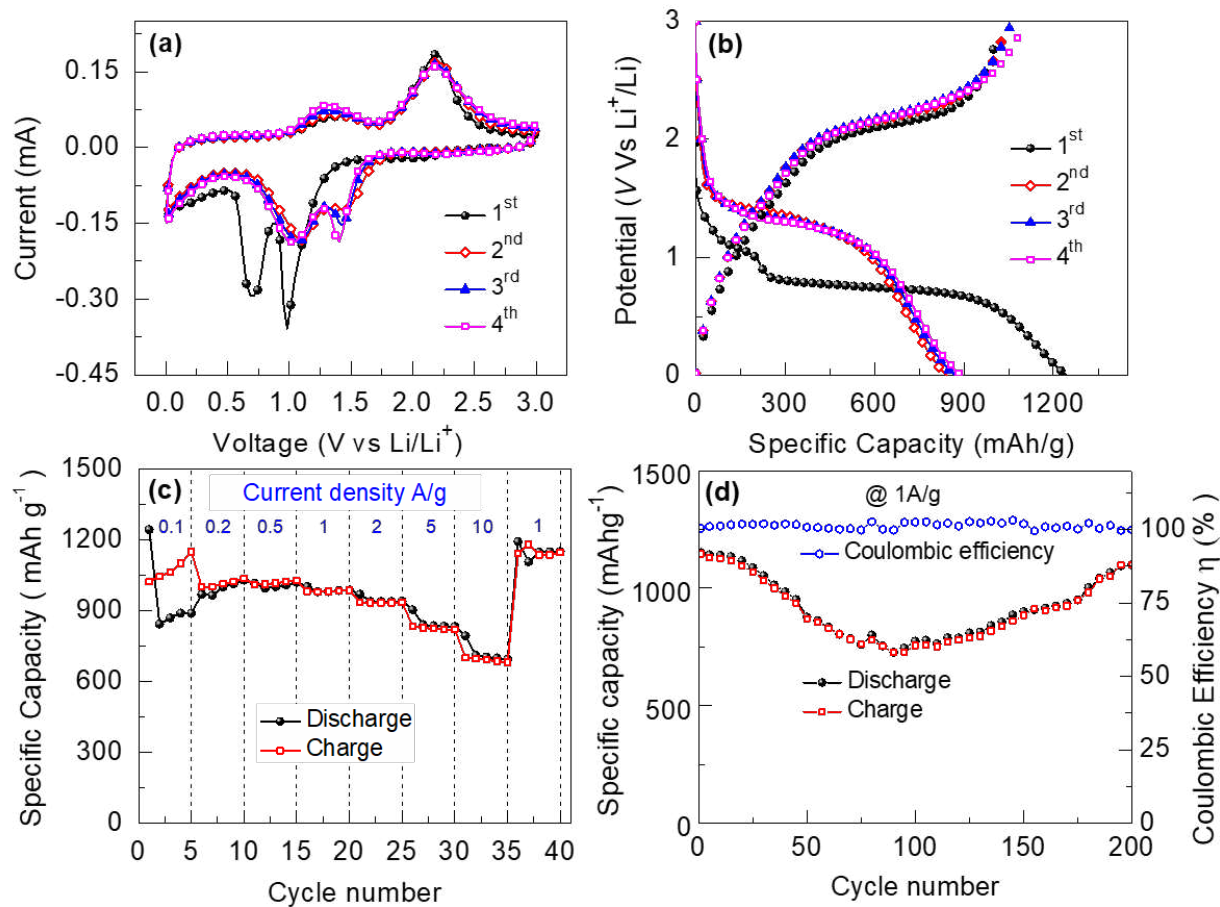 (a)
0.15
0.00
-0.15
-0.30
-0.45
Current (mA)
1st
2nd
3rd
4th
0.0 0.5 1.0 1.5 2.0 2.5 3.0
Voltage (V vs Li/Li+)
(b)
3
2
1
0
Potential (V Vs Li+/Li)
1st
2nd
3rd
4th
300 600 900 1200
Specific Capacity (mAh/g)
(c)
Current density A/g
0.1 0.2 0.5 1 2 5 10 1
1500
1200
900
600
300
0
Specific Capacity ( mAh g-1)
Discharge
Charge
0 5 10 15 20 25 30 35 40
Cycle number
(d)
@ 1A/g
Coulombic efficiency
1500
1000
500
0
Specific capacity (mAhg-1)
Discharge
Charge
100
75
50
25
0
Coulombic Efficiency η (%)
0 50 100 150 200
Cycle number